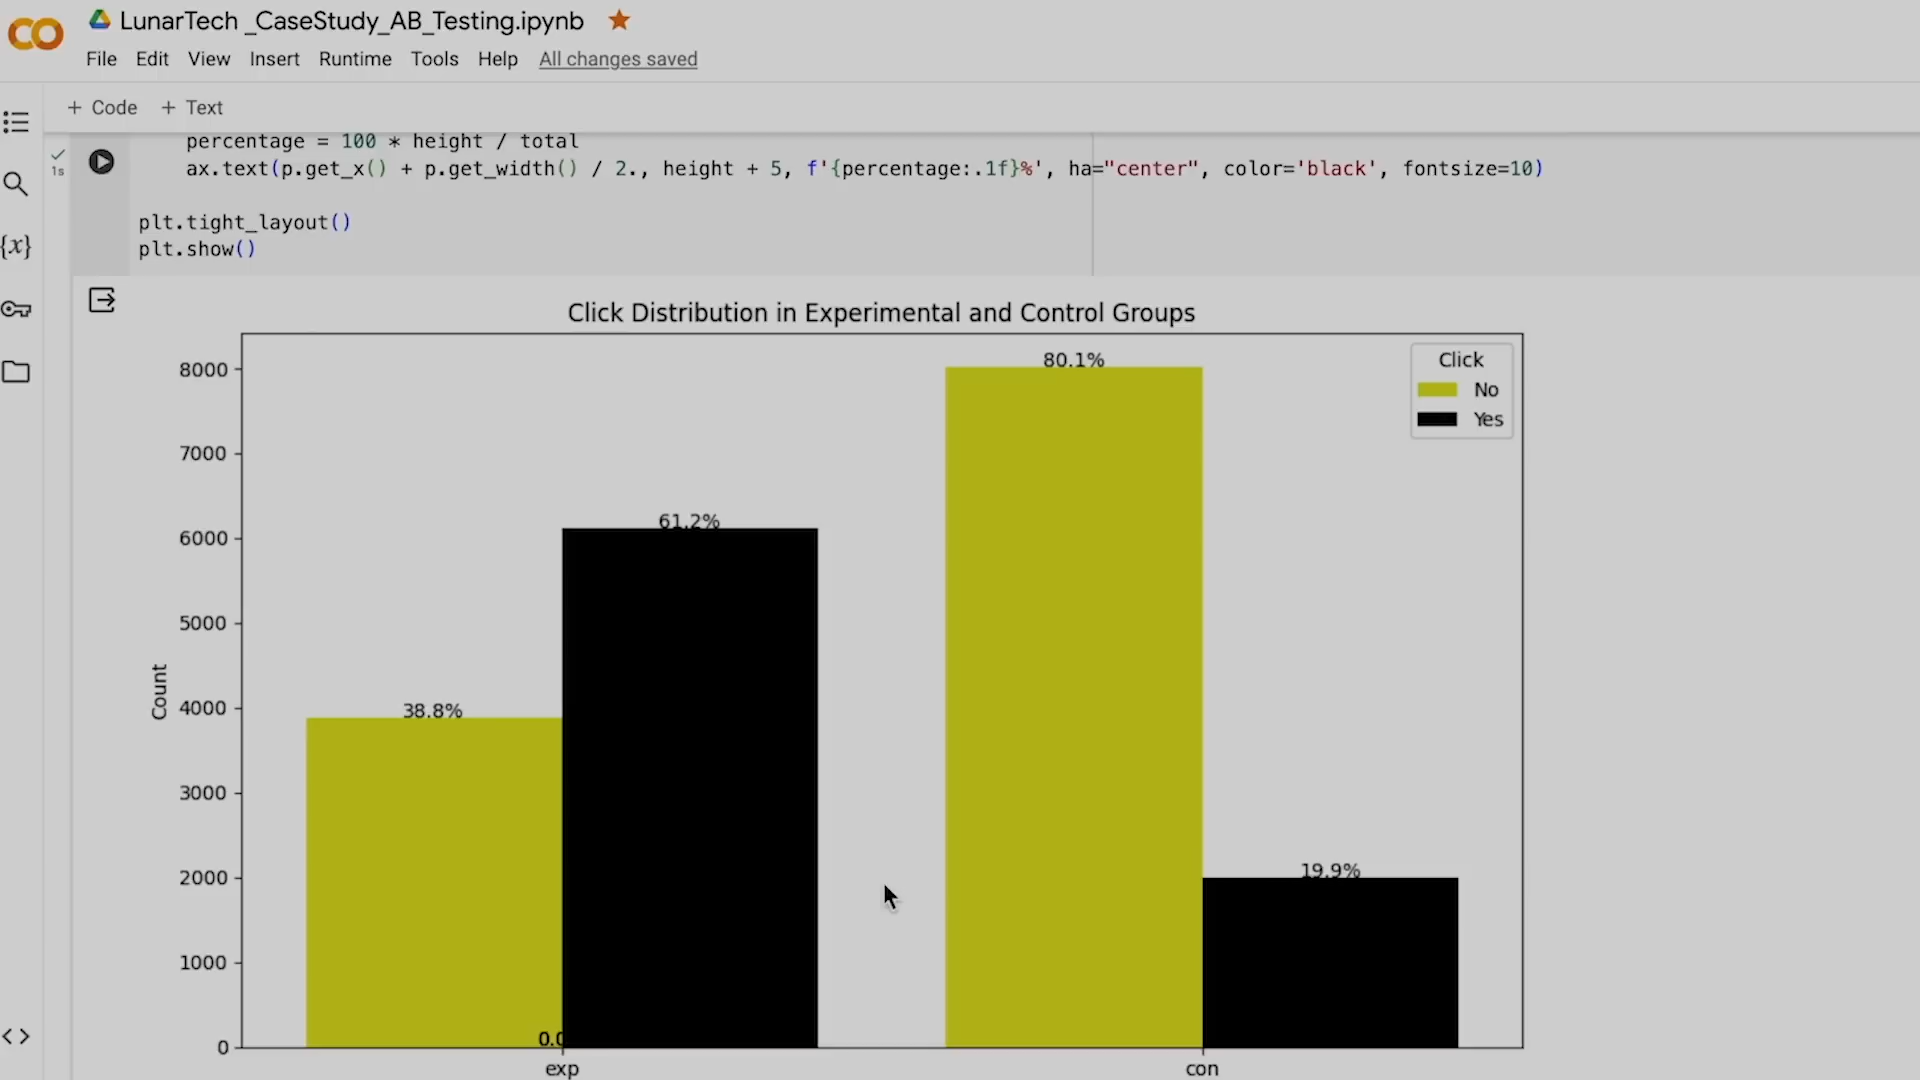 LunarTech _CaseStudy_AB_Testing.ipynb
File Edit View Insert Runtime Tools Help All changes saved
+ Code + Text
percentage = 100 * height / total
1s
ax.text(p.get_x() + p.get_width() / 2., height + 5, f'{percentage:.1f}%', ha="center", color='black', fontsize=10)
plt.tight_layout()
plt.show()
{x}
Click Distribution in Experimental and Control Groups
Click
No
Yes
80.1%
8000
7000
61.2%
6000
5000
Count
38.8%
4000
3000
19.9%
2000
1000
0.0
0
exp
con